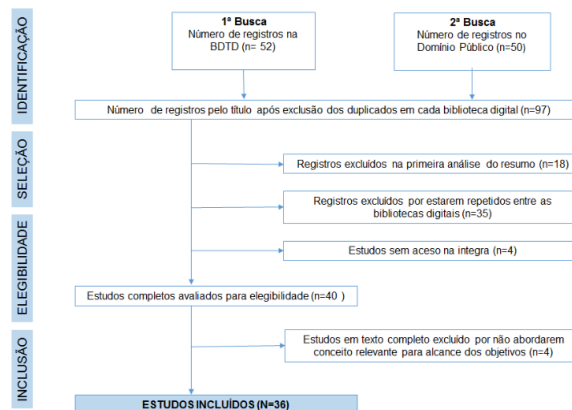 IDENTIFICAÇÃO
1ª Busca
Número de registros na
BDTD (n= 52)
2ª Busca
Número de registros no
Domínio Público(n=50)
Número de registros pelo título após exclusão dos duplicados em cada biblioteca digital (n=97)
SELEÇÃO
Registros excluídos na primeira análise do resumo (n=18)
Registros excluídos por estarem repetidos entre as
bibliotecas digitais (n=35)
ELEGIBILIDADE
Estudos sem aceso na integra (n=4)
Estudos completos avaliados para elegibilidade (n=40 )
INCLUSÃO
Estudos em texto completo excluído por não abordarem
conceito relevante para alcance dos objetivos (n=4)
ESTUDOS INCLUÍDOS (N=36)